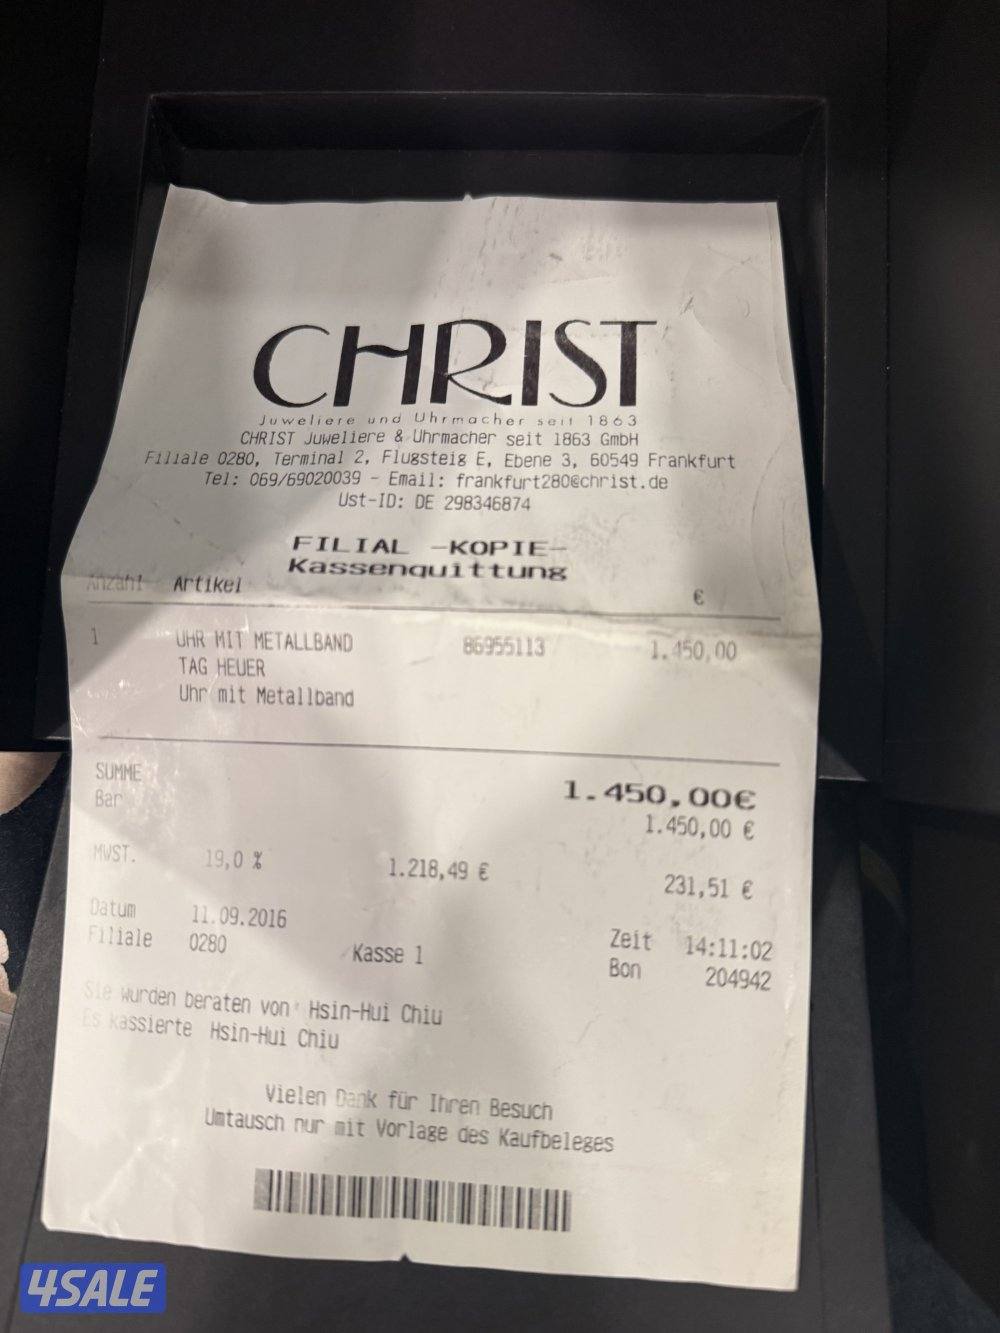 CHRIST
Juweliere und Uhrmacher seit 1863
CHRIST Juweliere & Uhrmacher seit 1863 GmbH
Filiale 0280, Terminal 2, Flugsteig E, Ebene 3, 60549 Frankfurt
Tel: 069/69020039 - Email: frankfurt280@christ.de
Ust-ID: DE 298346874
FILIAL -KOPIE-
Kassenquittung
Anzahl Artikel €
1 UHR MIT METALLBAND 86955113 1.450,00
TAG HEUER
Uhr mit Metallband
SUMME 1.450,00€
Bar 1.450,00 €
MWST. 19,0 % 1.218,49 € 231,51 €
Datum 11.09.2016 Zeit 14:11:02
Filiale 0280 Kasse 1 Bon 204942
Sie wurden beraten von Hsin-Hui Chiu
Es kassierte Hsin-Hui Chiu
Vielen Dank für Ihren Besuch
Umtausch nur mit Vorlage des Kaufbeleges
4SALE